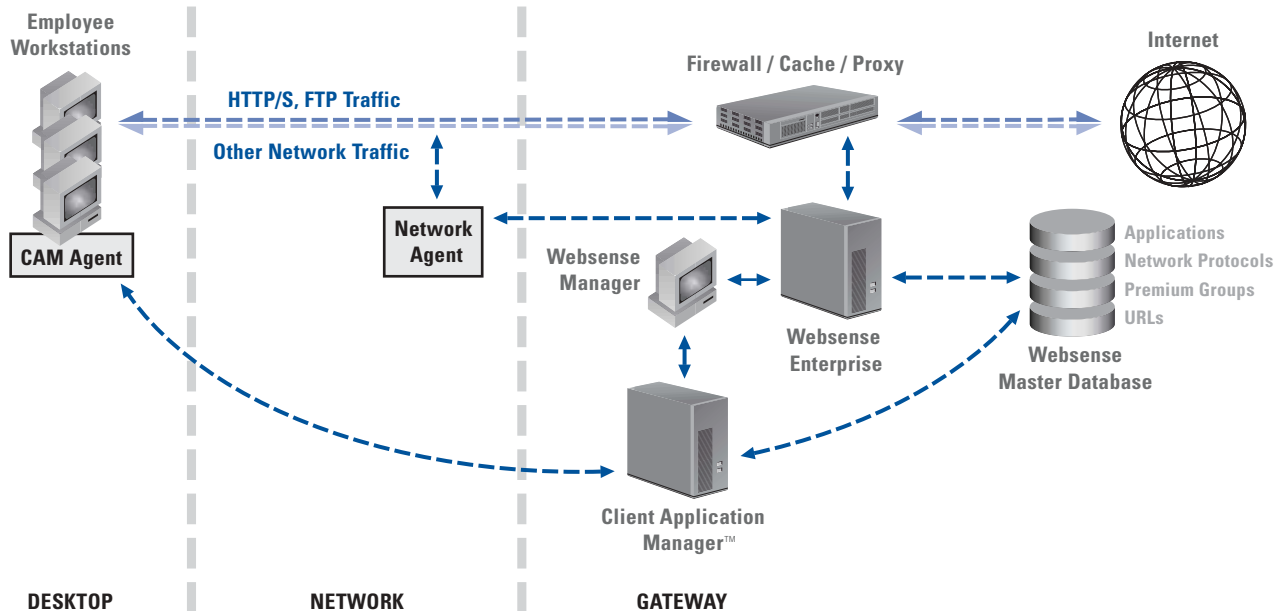 Employee
Workstations
Internet
Firewall / Cache / Proxy
HTTP/S, FTP Traffic
Other Network Traffic
CAM Agent
Network
Agent
Websense
Manager
Websense
Enterprise
Applications
Network Protocols
Premium Groups
URLs
Websense
Master Database
Client Application
Manager™
DESKTOP
NETWORK
GATEWAY